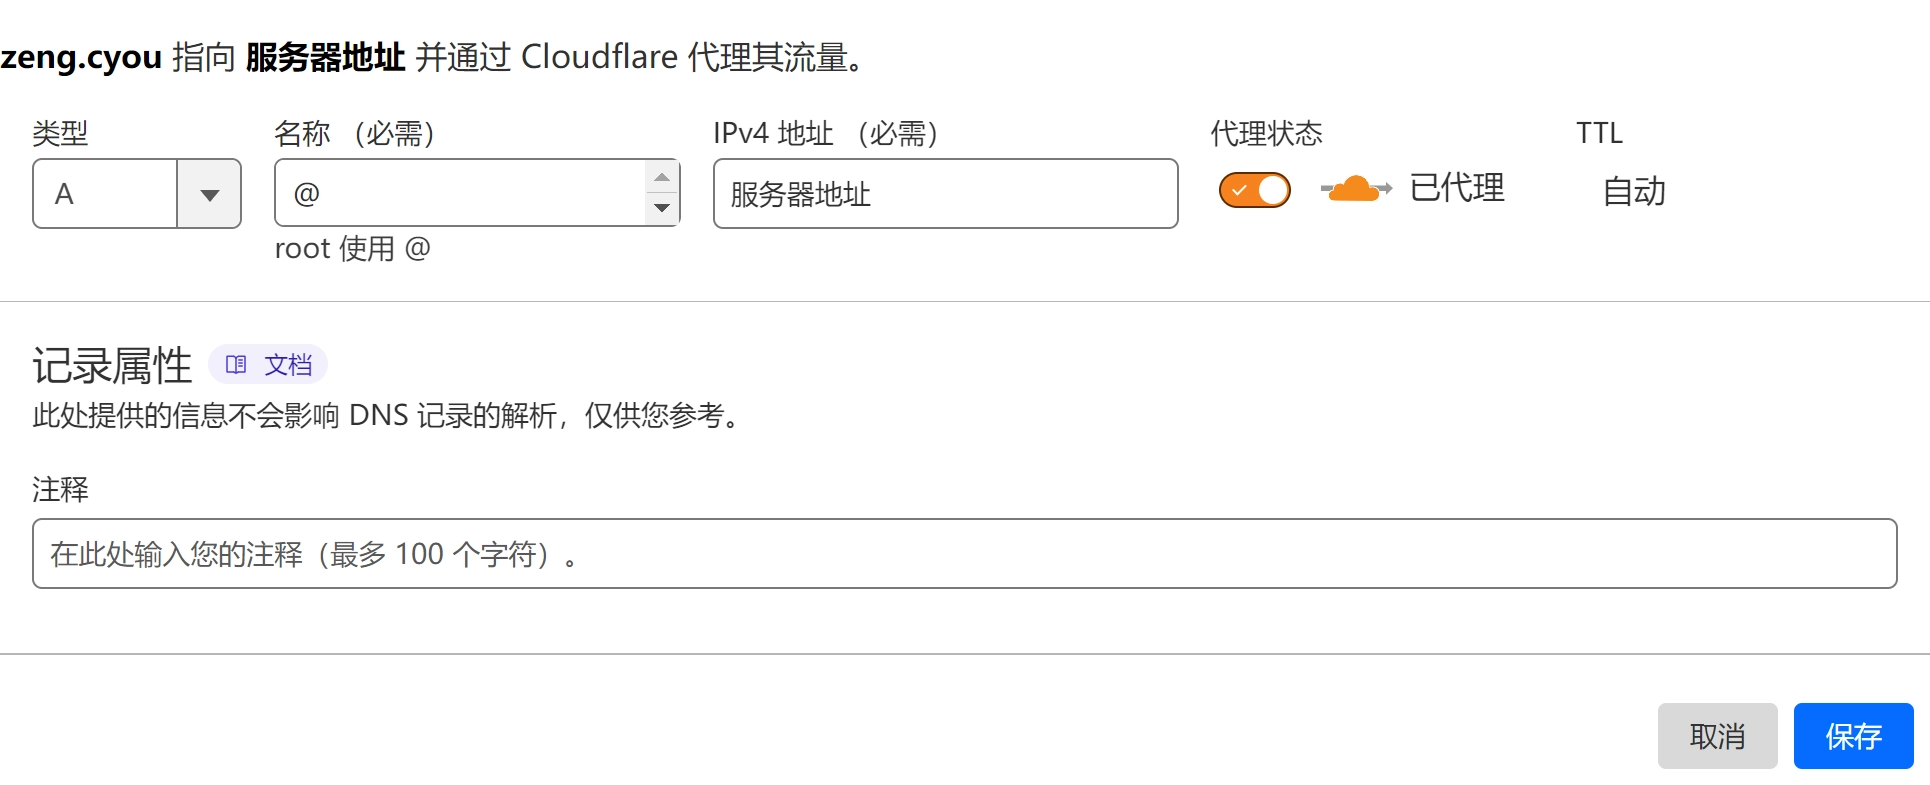 zeng.cyou 指向 服务器地址 并通过 Cloudflare 代理其流量。
类型 名称 （必需） IPv4 地址 （必需） 代理状态 TTL
A @ 服务器地址 已代理 自动
root 使用 @
记录属性 文档
此处提供的信息不会影响 DNS 记录的解析，仅供您参考。
注释
在此处输入您的注释（最多 100 个字符）。
取消 保存